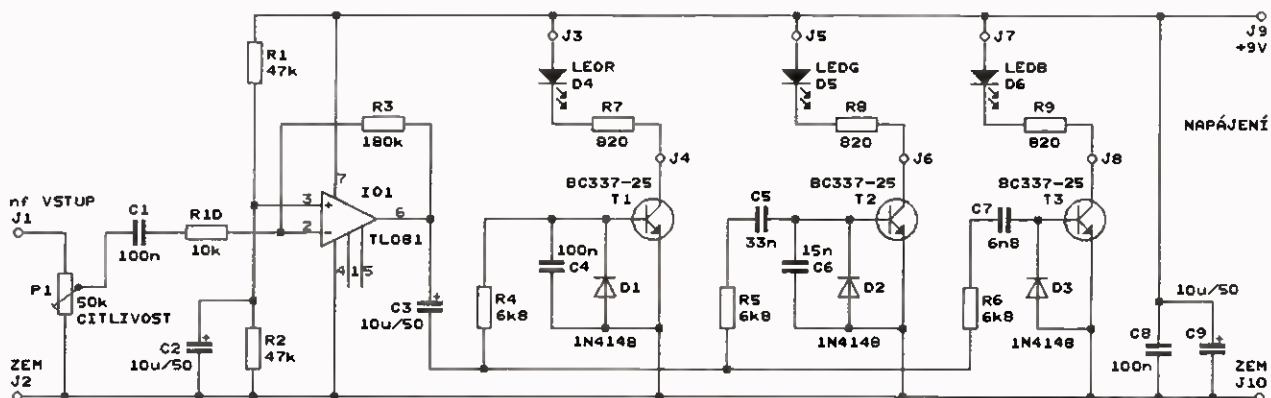 J3
J5
J7
J9
+9V
R1
47k
LEDR
D4
LEDG
D5
LEDB
D6
R3
180k
R7
820
R8
820
R9
820
NAPÁJENÍ
J4
J6
J8
nf VSTUP
J1
C1
100n
R10
10k
3
2
7
IO1
6
TL081
4
1
5
BC337-25
T1
C5
33n
BC337-25
T2
C7
6n8
BC337-25
T3
P1
50k
CITLIVOST
100n
C4
D1
15n
C6
D2
D3
R4
6k8
R5
6k8
R6
6k8
C3
10u/50
C2
10u/50
R2
47k
1N4148
1N4148
1N4148
10u/50
C8
100n
C9
ZEM
J2
ZEM
J10